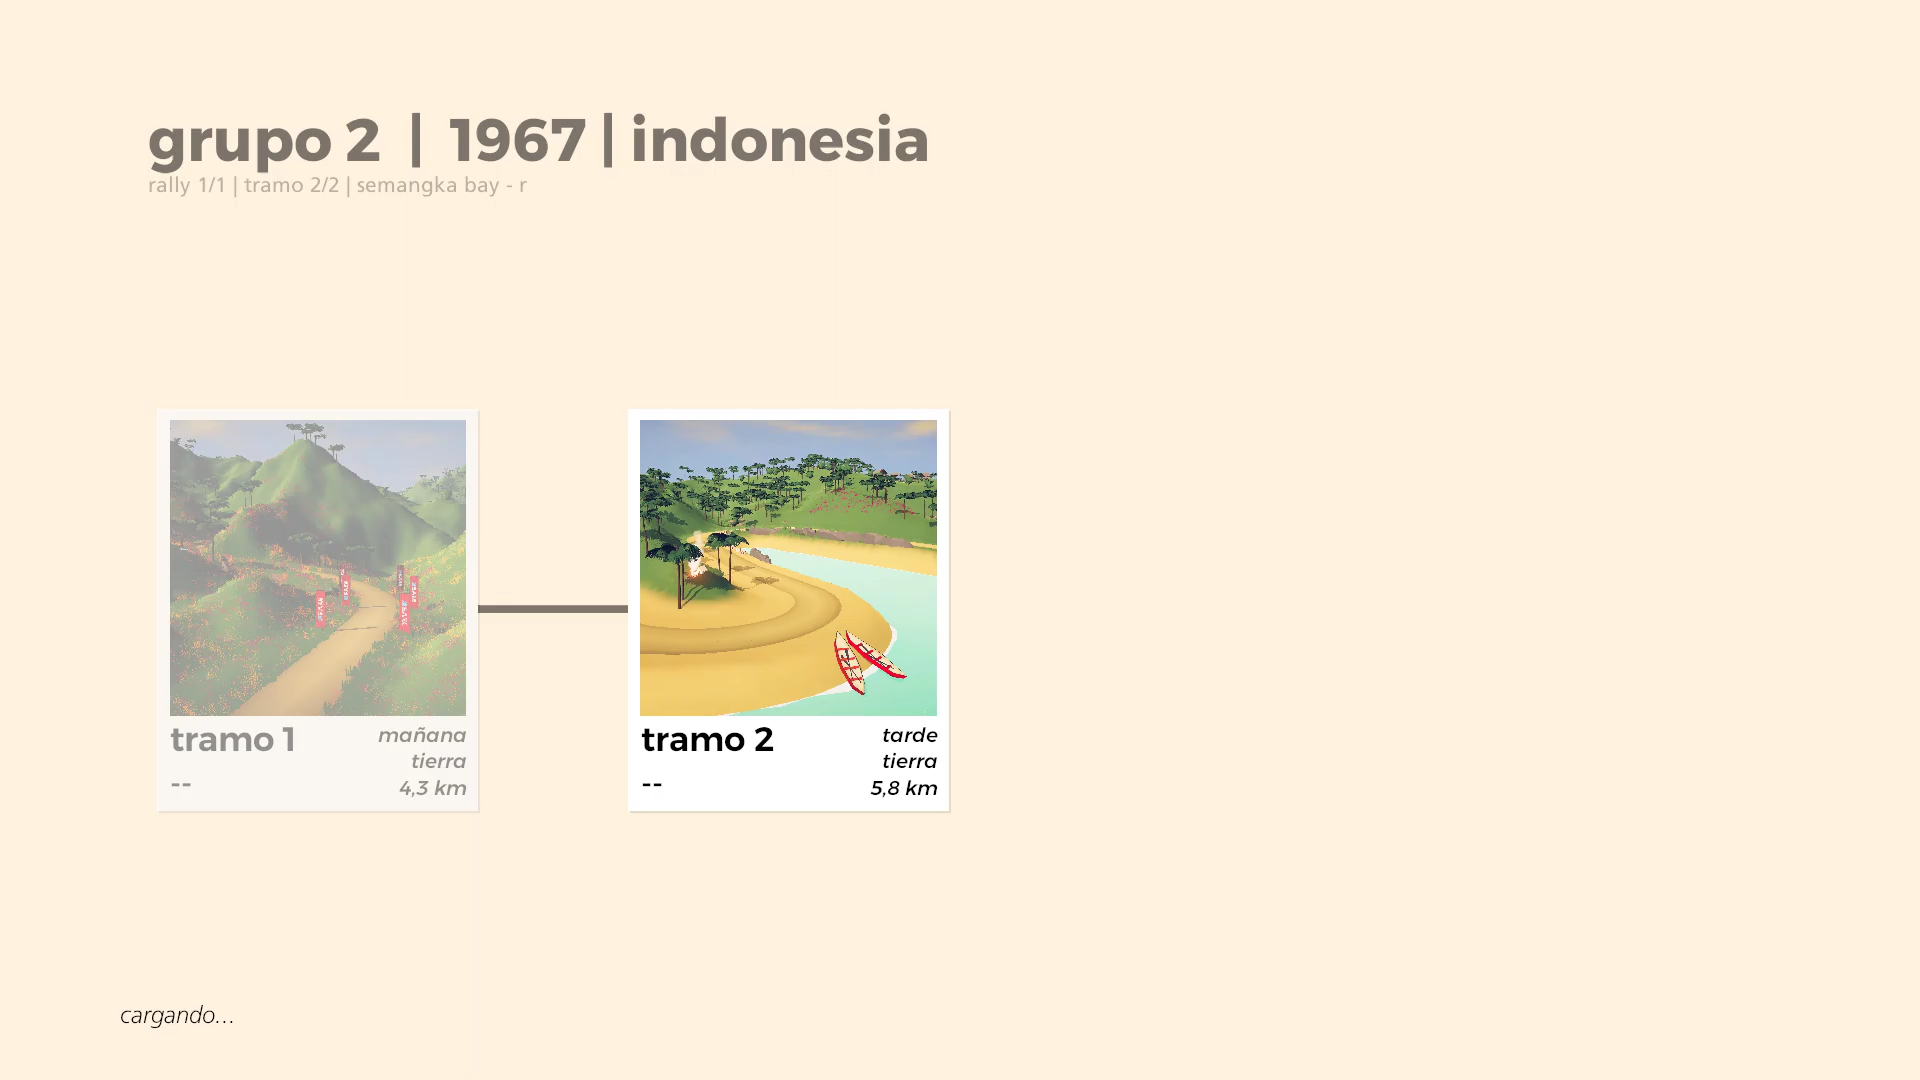 grupo 2 | 1967 | indonesia
rally 1/1 | tramo 2/2 | semangka bay - r
tramo 1
mañana
tierra
--
4,3 km
tramo 2
tarde
tierra
--
5,8 km
cargando...